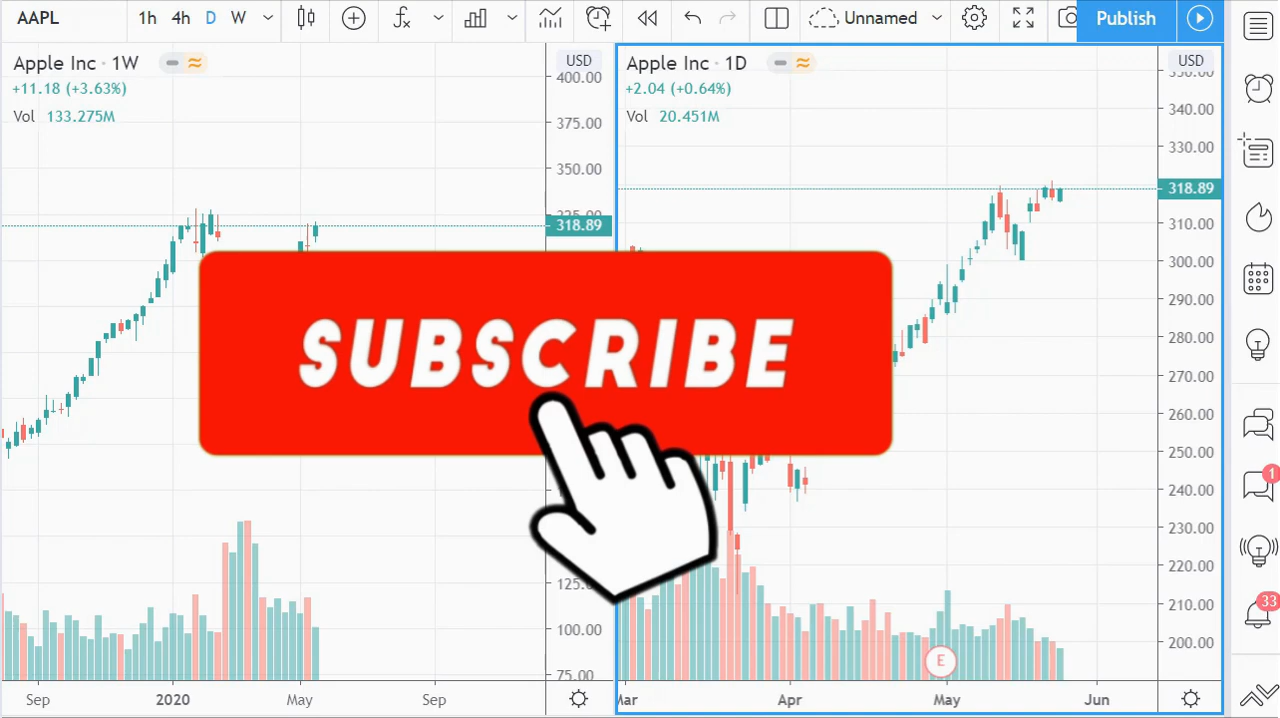 AAPL
1h 4h D W
Unnamed
Publish
Apple Inc · 1W
+11.18 (+3.63%)
Vol 133.275M
USD
400.00
375.00
350.00
325.00
318.89
125.00
100.00
75.00
Sep 2020 May Sep
Apple Inc · 1D
+2.04 (+0.64%)
Vol 20.451M
USD
350.00
340.00
330.00
318.89
310.00
300.00
290.00
280.00
270.00
260.00
250.00
240.00
230.00
220.00
210.00
200.00
E
Mar Apr May Jun
SUBSCRIBE
1
33